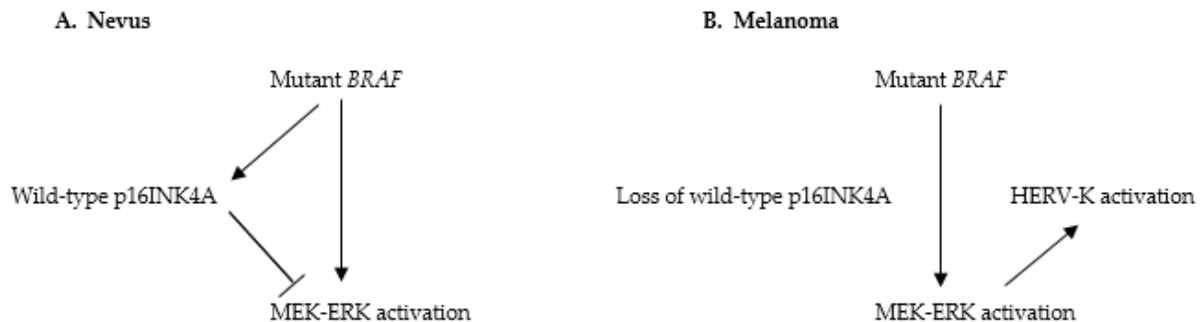 A. Nevus
Mutant BRAF
Wild-type p16INK4A
MEK-ERK activation
B. Melanoma
Mutant BRAF
Loss of wild-type p16INK4A
HERV-K activation
MEK-ERK activation